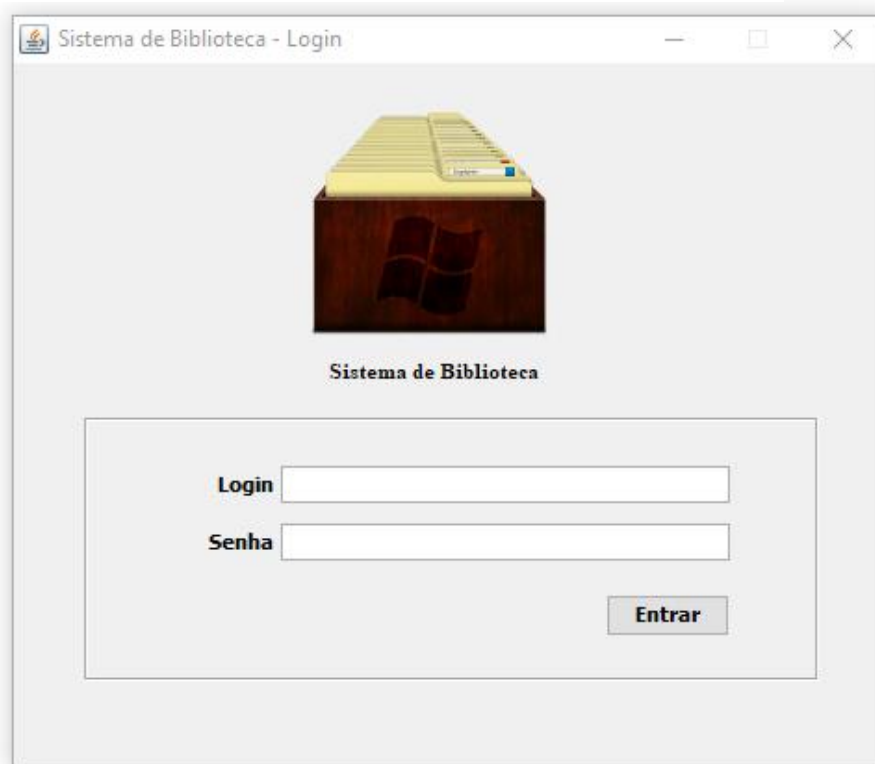 Sistema de Biblioteca - Login
Sistema de Biblioteca
Login
Senha
Entrar